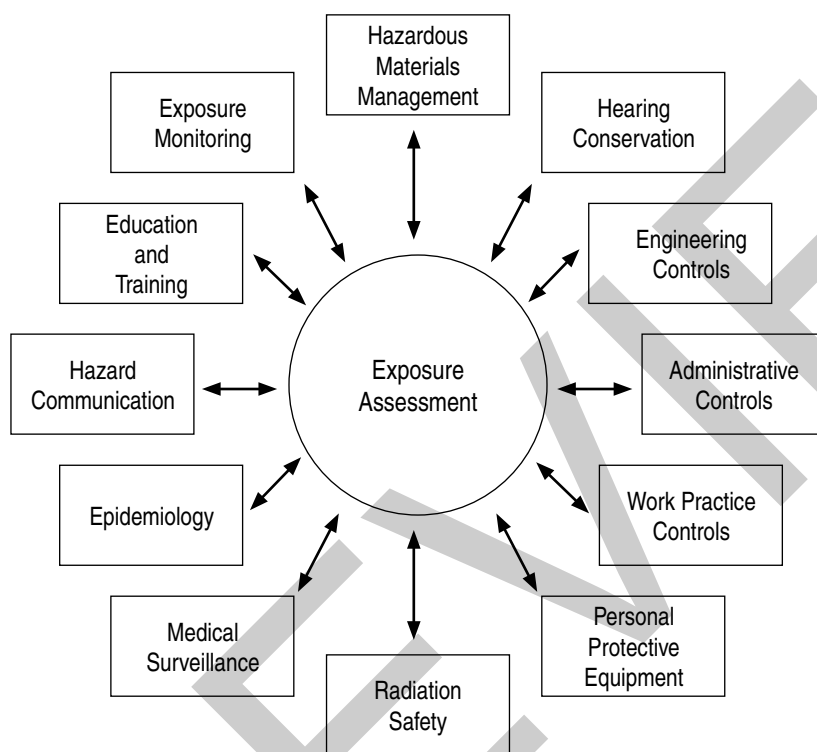 Hazardous
Materials
Management
Hearing
Conservation
Engineering
Controls
Administrative
Controls
Work Practice
Controls
Personal
Protective
Equipment
Radiation
Safety
Medical
Surveillance
Epidemiology
Hazard
Communication
Education
and
Training
Exposure
Monitoring
Exposure
Assessment